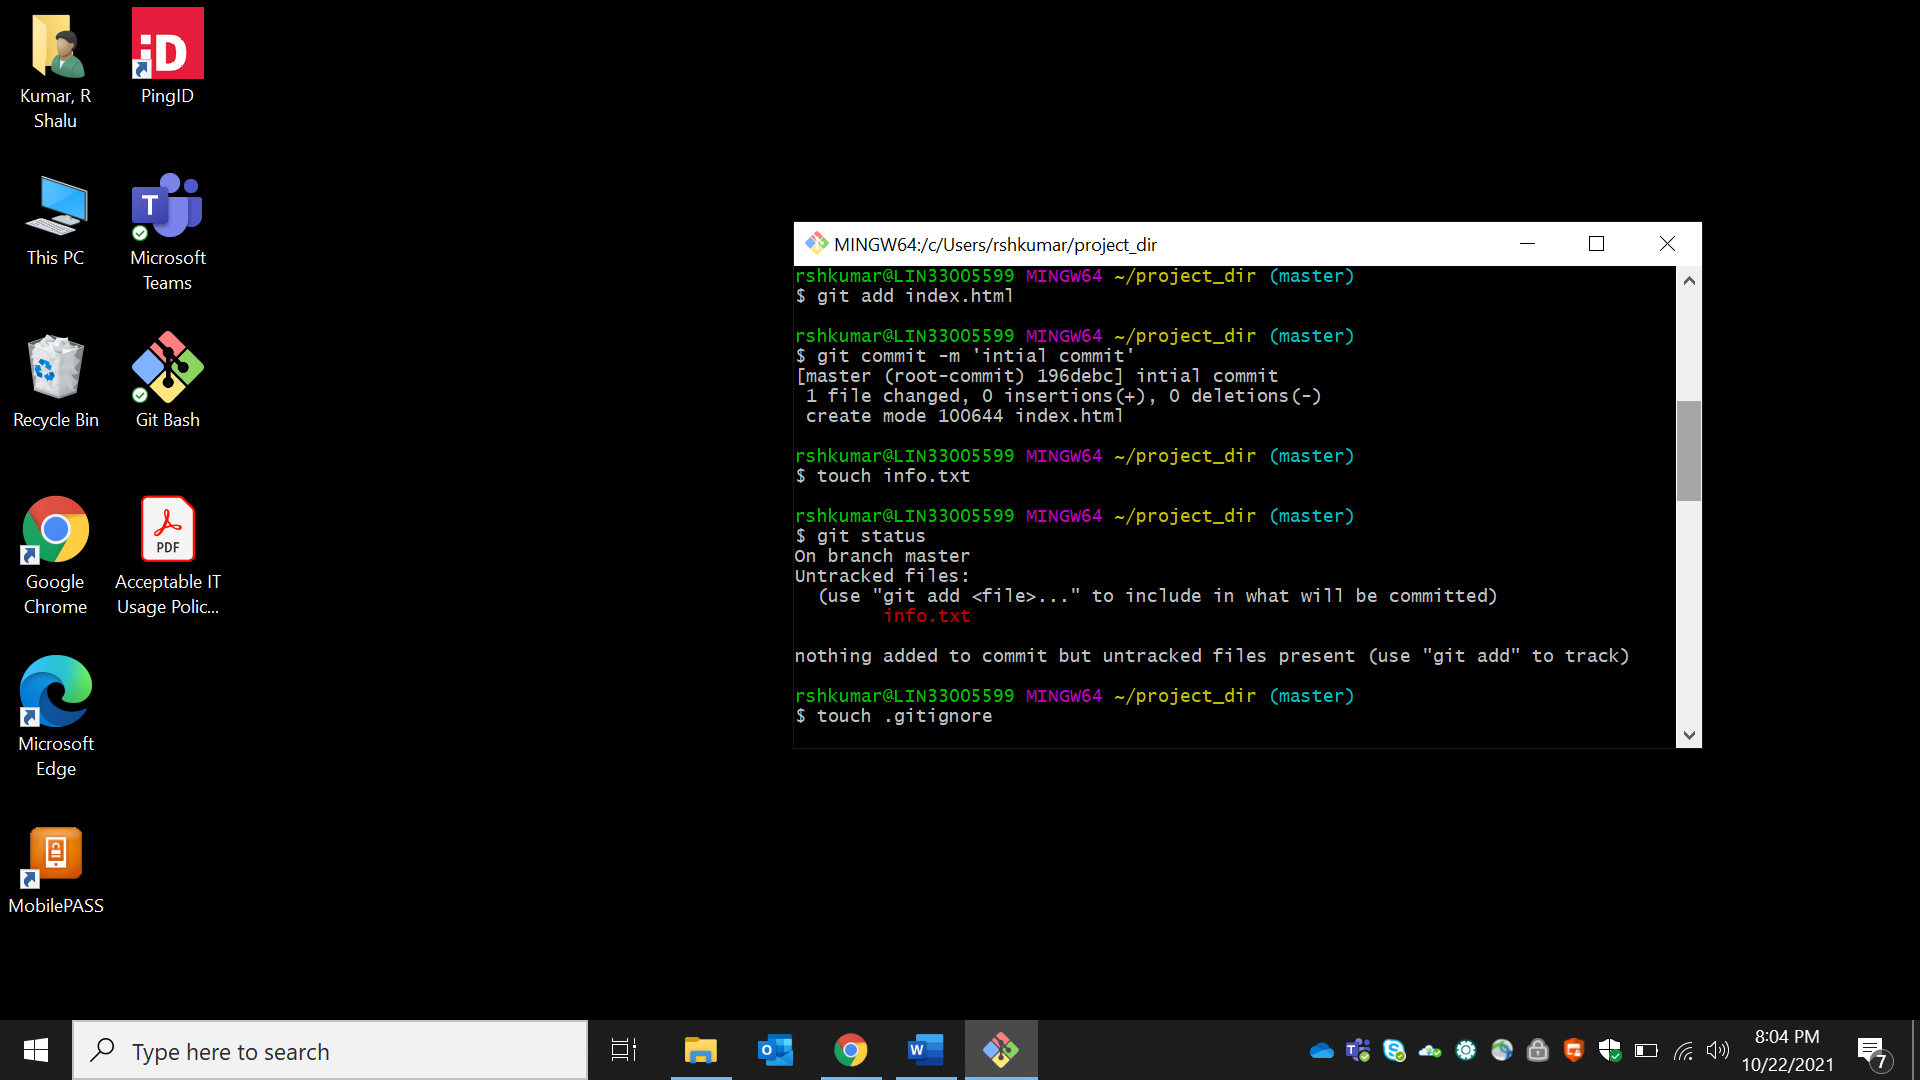 Kumar, R
Shalu
PingID
This PC
Microsoft
Teams
Recycle Bin
Git Bash
Google
Chrome
PDF
Acceptable IT
Usage Polic...
Microsoft
Edge
MobilePASS
MINGW64:/c/Users/rshkumar/project_dir
rshkumar@LIN33005599 MINGW64 ~/project_dir (master)
$ git add index.html
rshkumar@LIN33005599 MINGW64 ~/project_dir (master)
$ git commit -m 'intial commit'
[master (root-commit) 196debc] intial commit
 1 file changed, 0 insertions(+), 0 deletions(-)
 create mode 100644 index.html
rshkumar@LIN33005599 MINGW64 ~/project_dir (master)
$ touch info.txt
rshkumar@LIN33005599 MINGW64 ~/project_dir (master)
$ git status
On branch master
Untracked files:
  (use "git add <file>..." to include in what will be committed)
        info.txt
nothing added to commit but untracked files present (use "git add" to track)
rshkumar@LIN33005599 MINGW64 ~/project_dir (master)
$ touch .gitignore
Type here to search
8:04 PM
10/22/2021
7